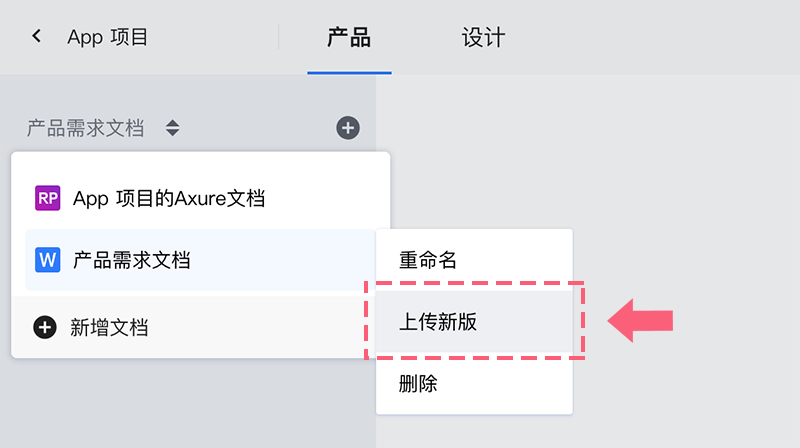 App 项目
产品
设计
产品需求文档
RP App 项目的Axure文档
W 产品需求文档
新增文档
重命名
上传新版
删除